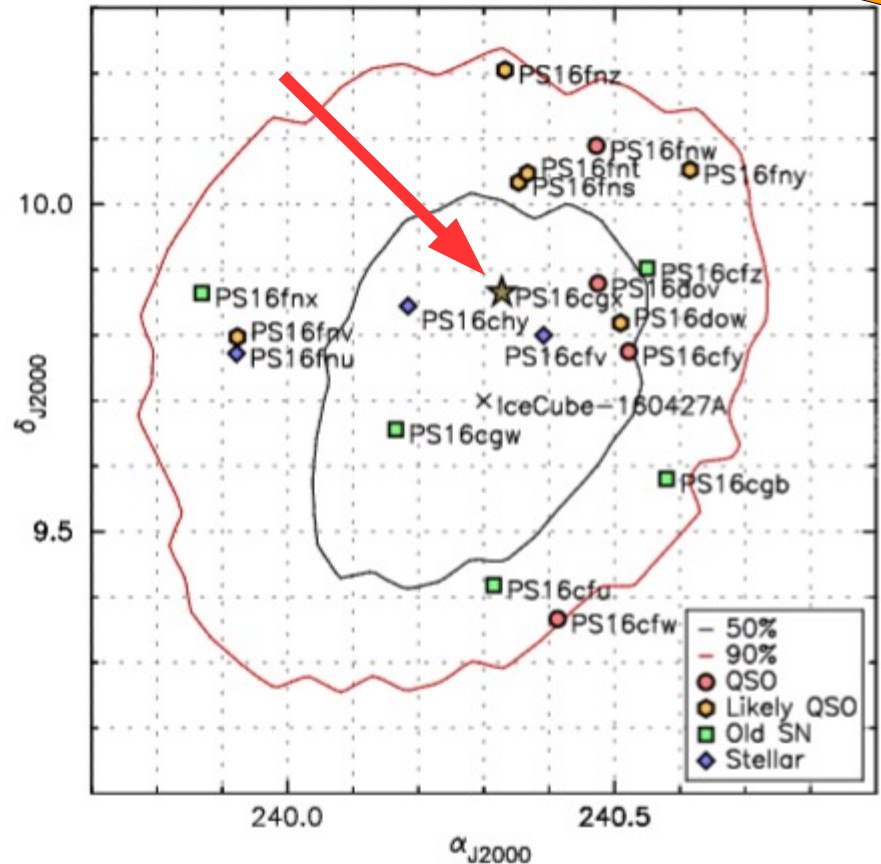 PS16fnz
PS16fnw
PS16fnt
PS16fny
PS16fns
10.0
PS16cfz
PS16dov
PS16cgx
PS16fnx
PS16chy
PS16dow
PS16fnv
PS16cfv
PS16cfy
PS16fnu
δJ2000
IceCube-160427A
PS16cgw
PS16cgb
9.5
PS16cfu
PS16cfw
50%
90%
QSO
Likely QSO
Old SN
Stellar
240.0
240.5
αJ2000